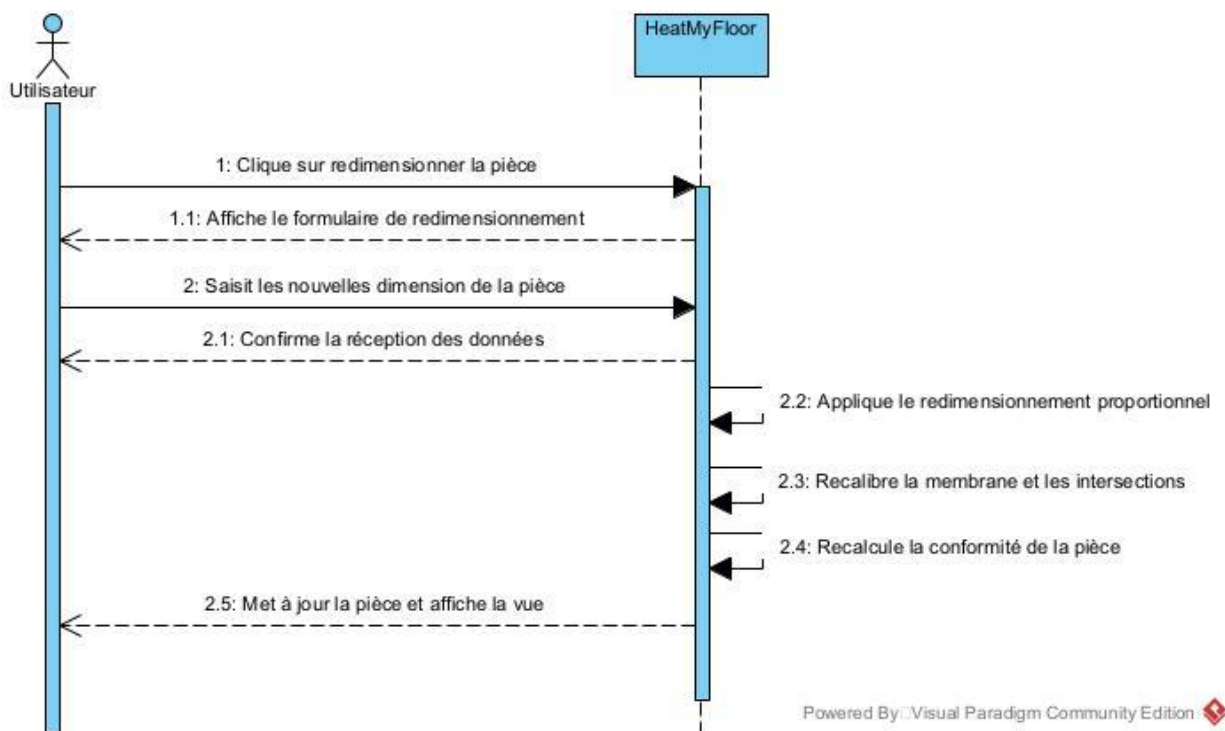 HeatMyFloor
Utilisateur
1: Clique sur redimensionner la pièce
1.1: Affiche le formulaire de redimensionnement
2: Saisit les nouvelles dimension de la pièce
2.1: Confirme la réception des données
2.2: Applique le redimensionnement proportionnel
2.3: Recalibre la membrane et les intersections
2.4: Recalcule la conformité de la pièce
2.5: Met à jour la pièce et affiche la vue
Powered By Visual Paradigm Community Edition